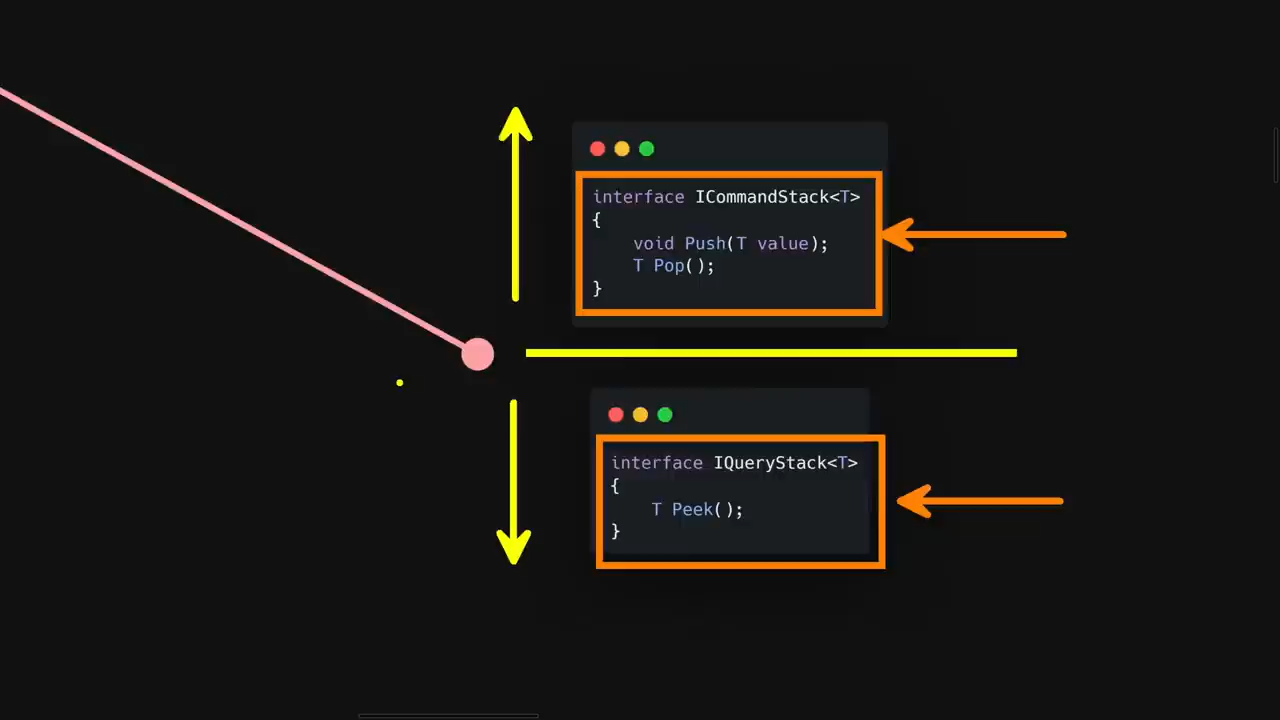 interface ICommandStack<T>
{
    void Push(T value);
    T Pop();
}
interface IQueryStack<T>
{
    T Peek();
}